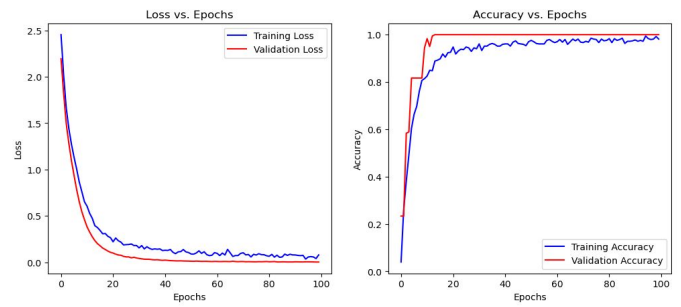 Loss vs. Epochs
2.5
2.0
1.5
1.0
0.5
0.0
Loss
0 20 40 60 80 100
Epochs
Training Loss
Validation Loss
Accuracy vs. Epochs
1.0
0.8
0.6
0.4
0.2
0.0
Accuracy
0 20 40 60 80 100
Epochs
Training Accuracy
Validation Accuracy